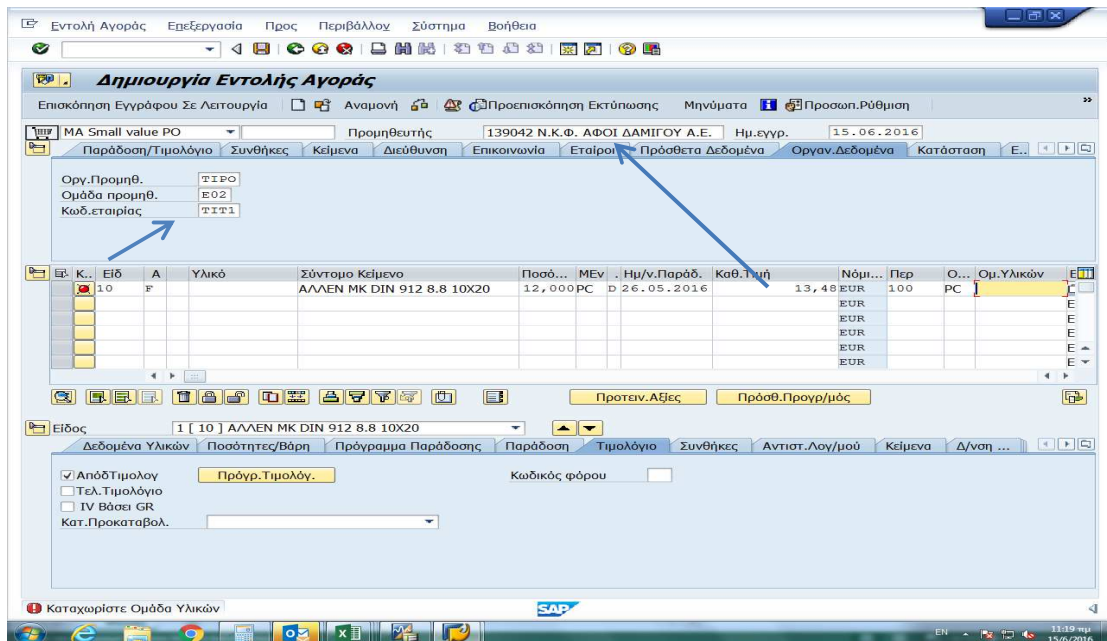 Εντολή Αγοράς Επεξεργασία Προς Περιβάλλον Σύστημα Βοήθεια
Δημιουργία Εντολής Αγοράς
Επισκόπηση Εγγράφου Σε Λειτουργία Αναμονή Προεπισκόπηση Εκτύπωσης Μηνύματα Προσωπ.Ρύθμιση
MA Small value PO Προμηθευτής 139042 Ν.Κ.Φ. ΑΦΟΙ ΔΑΜΙΓΟΥ Α.Ε. Ημ.εγγρ. 15.06.2016
Παράδοση/Τιμολόγιο Συνθήκες Κείμενα Διεύθυνση Επικοινωνία Εταίροι Πρόσθετα Δεδομένα Οργαν.Δεδομένα Κατάσταση Ε..
Οργ.Προμηθ. TIPO
Ομάδα προμηθ. E02
Κωδ.εταιρίας TIT1
Κ.. Είδ Α Υλικό Σύντομο Κείμενο Ποσό... ΜΕν . Ημ/ν.Παράδ. Καθ.Τιμή Νόμι... Περ Ο... Ομ.Υλικών Ε
10 F ΑΛΛΕΝ ΜΚ DIN 912 8.8 10X20 12,000 PC D 26.05.2016 13,48 EUR 100 PC
EUR E
EUR E
EUR E
EUR E
EUR E
Προτειν.Αξίες Πρόσθ.Προγρ/μός
Είδος 1 [ 10 ] ΑΛΛΕΝ ΜΚ DIN 912 8.8 10X20
Δεδομένα Υλικών Ποσότητες/Βάρη Πρόγραμμα Παράδοσης Παράδοση Τιμολόγιο Συνθήκες Αντιστ.Λογ/μού Κείμενα Δ/νση ...
ΑπόδΤιμολογ Πρόγρ.Τιμολόγ. Κωδικός φόρου
Τελ.Τιμολόγιο
IV Βάσει GR
Κατ.Προκαταβολ.
Καταχωρίστε Ομάδα Υλικών SAP
EN 11:19 πμ
15/6/2016